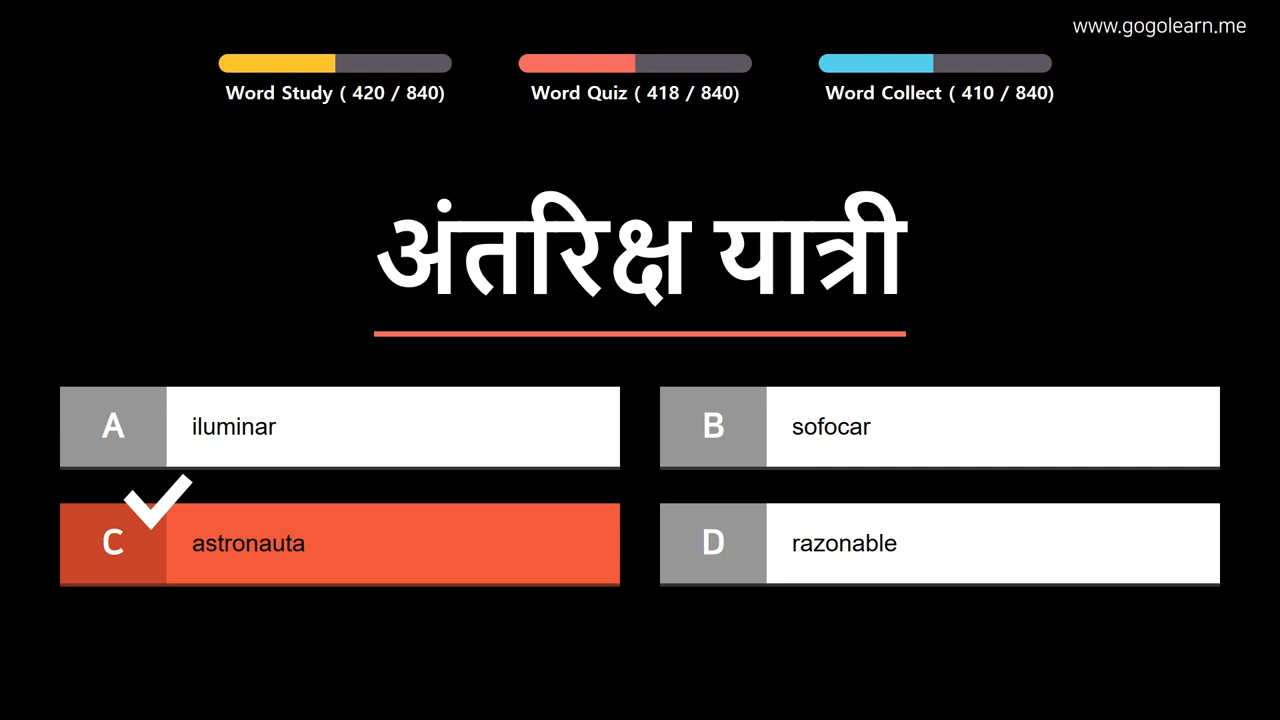 www.gogolearn.me
Word Study ( 420 / 840)
Word Quiz ( 418 / 840)
Word Collect ( 410 / 840)
अंतरिक्ष यात्री
A
iluminar
B
sofocar
C
astronauta
D
razonable